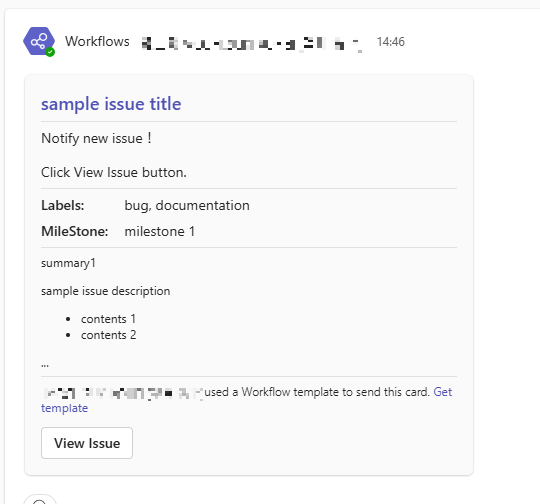 Workflows 14:46
sample issue title
Notify new issue !
Click View Issue button.
Labels: bug, documentation
MileStone: milestone 1
summary1
sample issue description
contents 1
contents 2
...
used a Workflow template to send this card. Get
template
View Issue